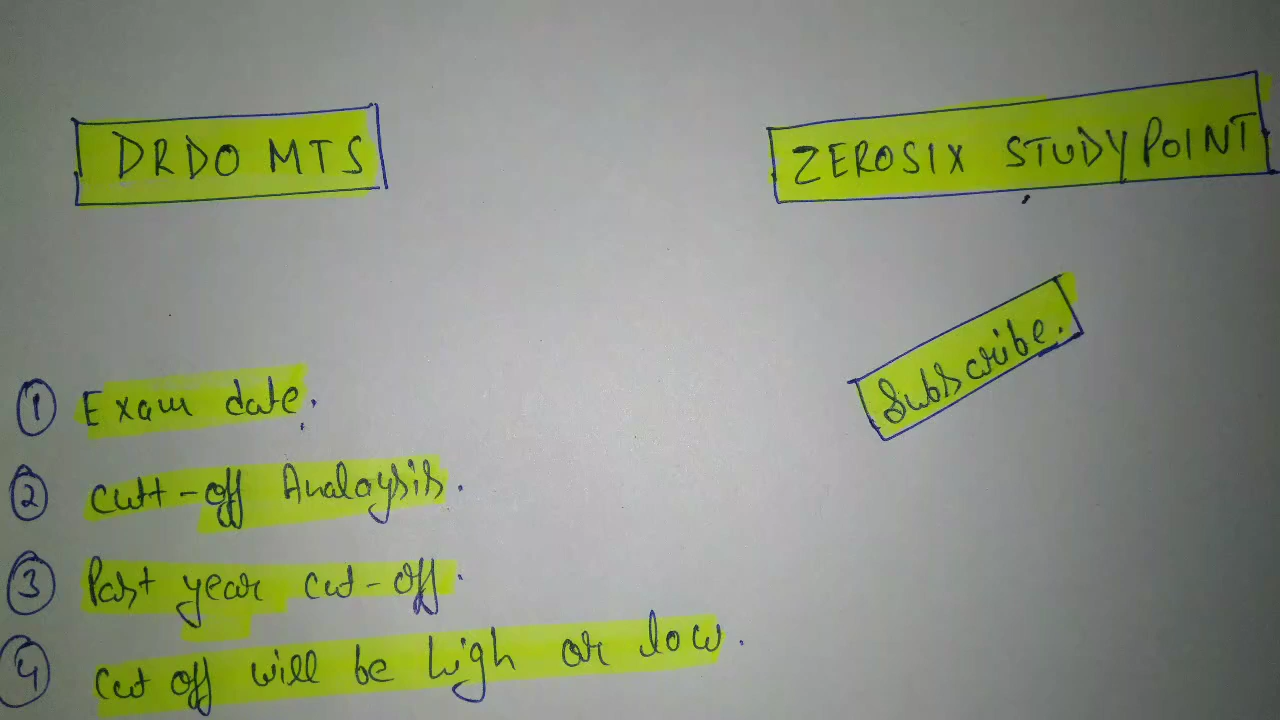 DRDO MTS
ZEROSIX STUDY POINT
Subscribe.
① Exam date.
② Cutt-off Analaysis.
③ Past year cut-off.
④ Cut off will be high or low.